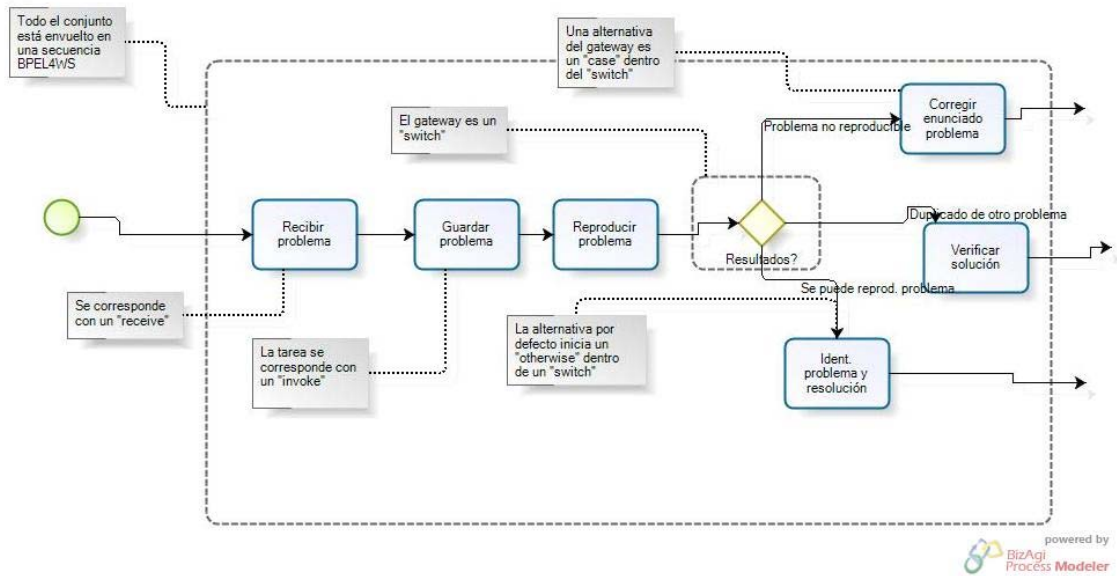 Todo el conjunto
está envuelto en
una secuencia
BPEL4WS
Una alternativa
del gateway es
un "case" dentro
del "switch"
El gateway es un
"switch"
Corregir
enunciado
problema
Problema no reproducible
Recibir
problema
Guardar
problema
Reproducir
problema
Resultados?
Duplicado de otro problema
Verificar
solución
Se puede reprod. problema
Se corresponde
con un "receive"
La tarea se
corresponde con
un "invoke"
La alternativa por
defecto inicia un
"otherwise" dentro
de un "switch"
Ident.
problema y
resolución
powered by
BizAgi
Process Modeler